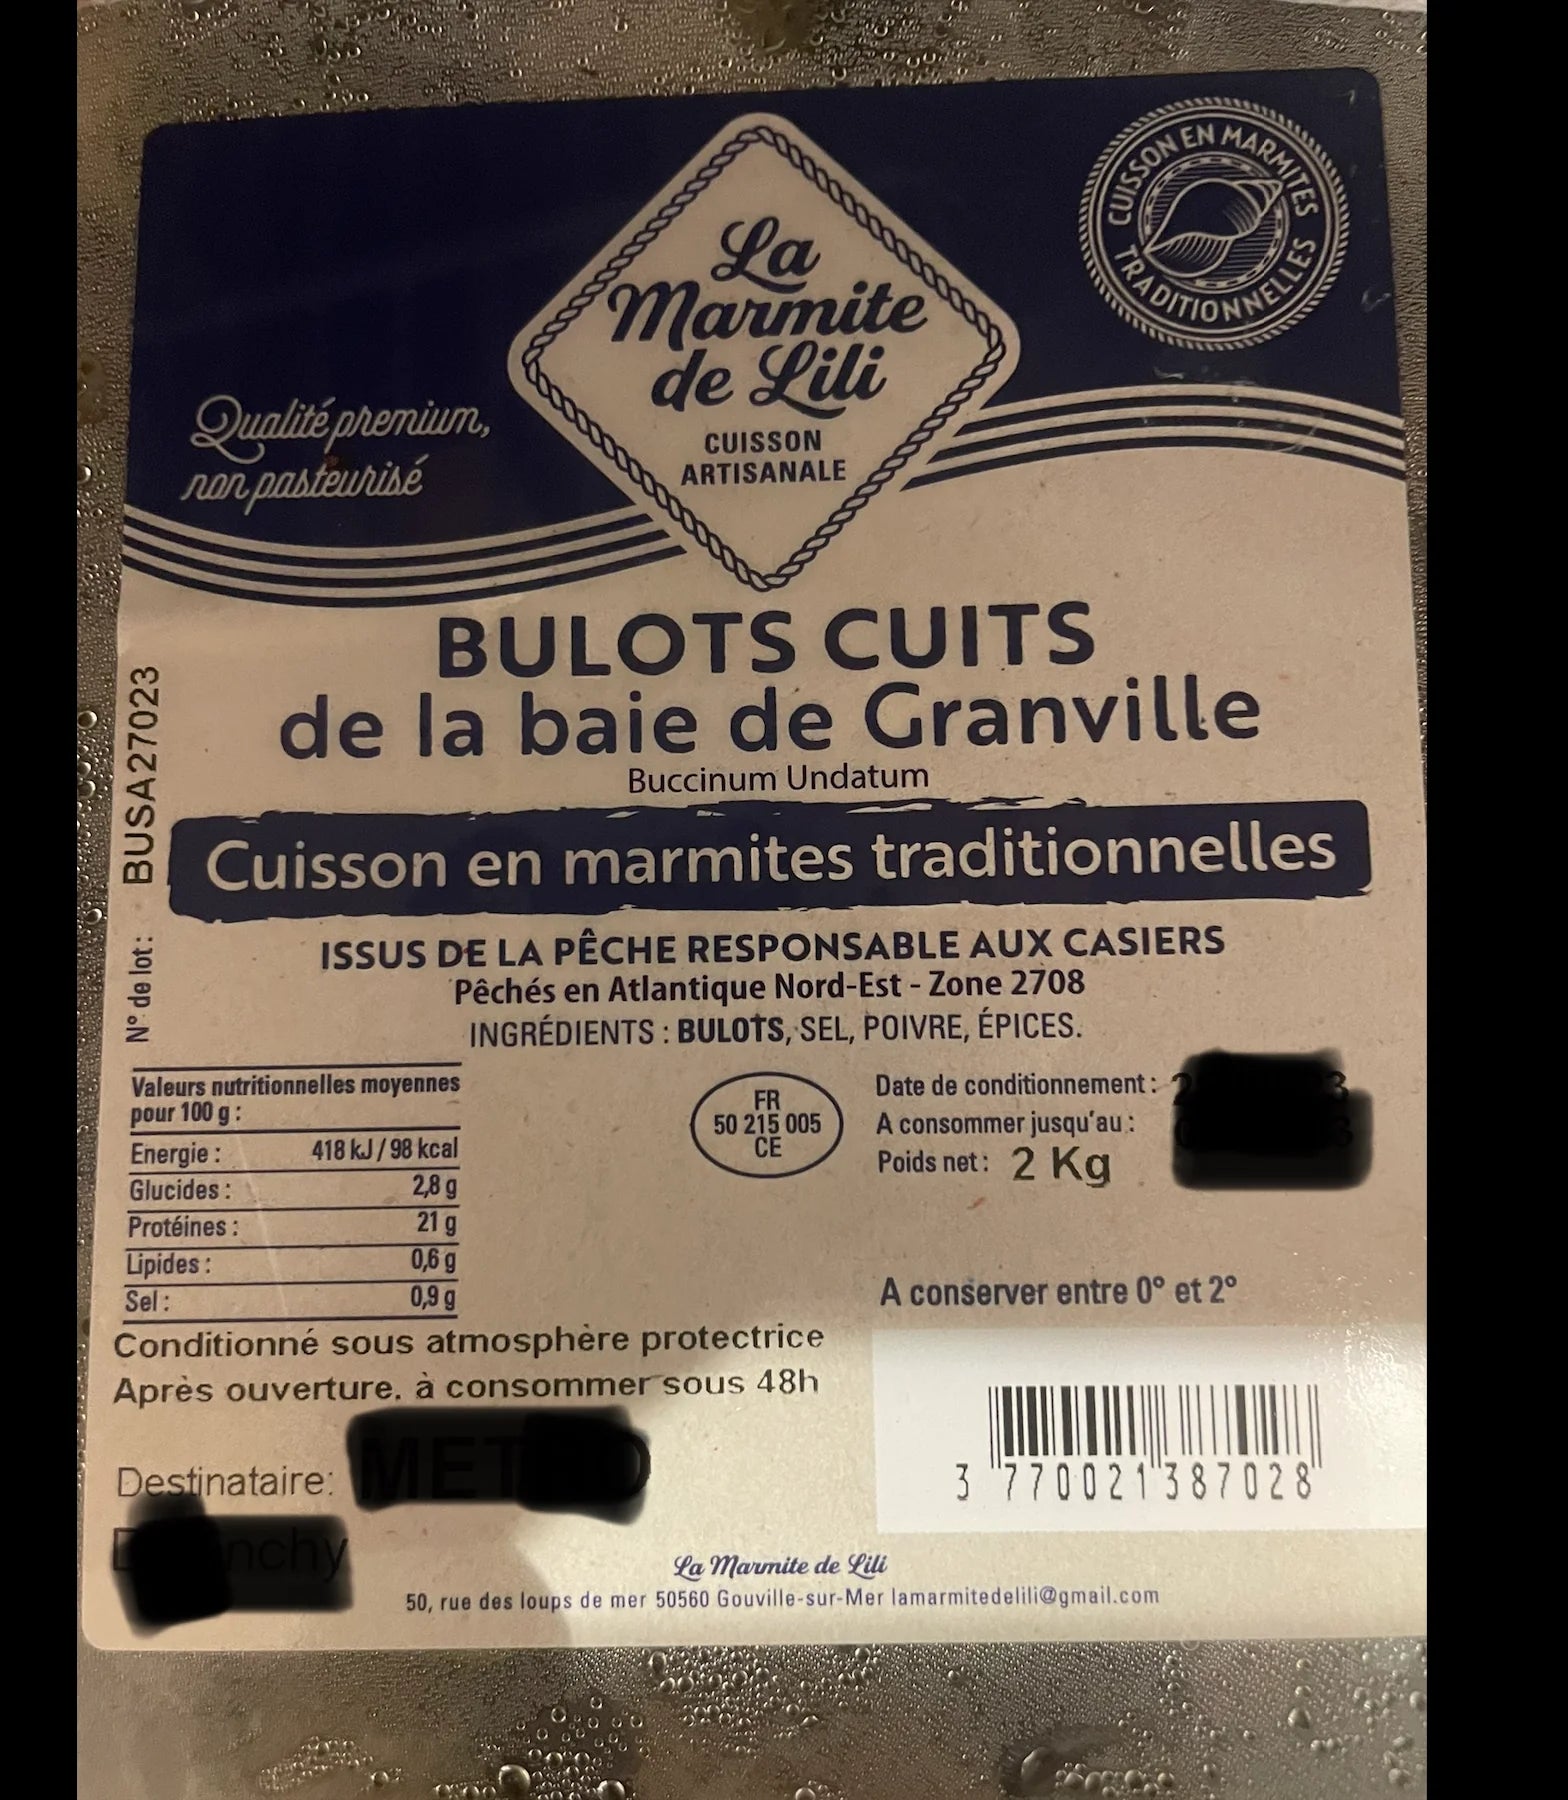 CUISSON EN MARMITES
TRADITIONNELLES
La
Marmite
de Lili
CUISSON
ARTISANALE
Qualité premium,
non pasteurisé
BULOTS CUITS
de la baie de Granville
Buccinum Undatum
Cuisson en marmites traditionnelles
ISSUS DE LA PÊCHE RESPONSABLE AUX CASIERS
Pêchés en Atlantique Nord-Est - Zone 2708
INGRÉDIENTS : BULOTS, SEL, POIVRE, ÉPICES.
N° de lot : BUSA27023
Valeurs nutritionnelles moyennes
pour 100 g :
Energie : 418 kJ / 98 kcal
Glucides : 2,8 g
Protéines : 21 g
Lipides : 0,6 g
Sel : 0,9 g
FR
50 215 005
CE
Date de conditionnement :
A consommer jusqu'au :
Poids net : 2 Kg
A conserver entre 0° et 2°
Conditionné sous atmosphère protectrice
Après ouverture, à consommer sous 48h
Destinataire:
3 770021 387028
La Marmite de Lili
50, rue des loups de mer 50560 Gouville-sur-Mer lamarmitedelili@gmail.com